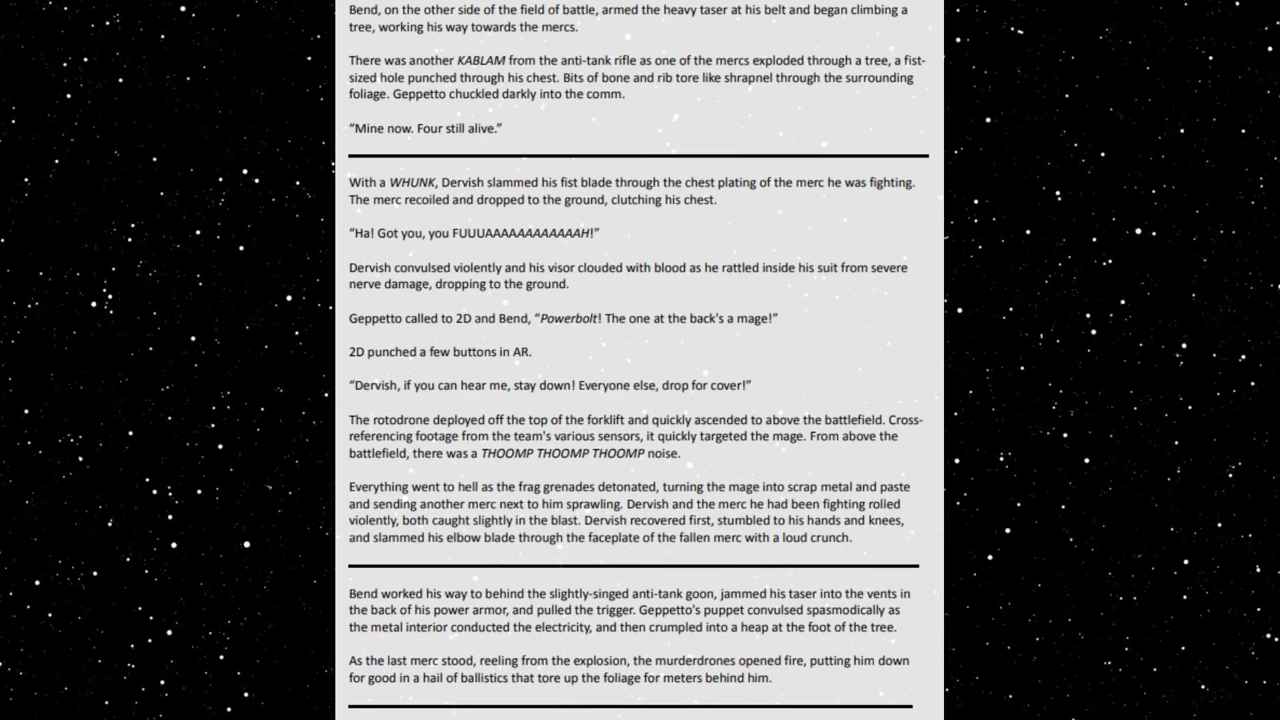 Bend, on the other side of the field of battle, armed the heavy taser at his belt and began climbing a
tree, working his way towards the mercs.
There was another KABLAM from the anti-tank rifle as one of the mercs exploded through a tree, a fist-
sized hole punched through his chest. Bits of bone and rib tore like shrapnel through the surrounding
foliage. Geppetto chuckled darkly into the comm.
“Mine now. Four still alive.”
With a WHUNK, Dervish slammed his fist blade through the chest plating of the merc he was fighting.
The merc recoiled and dropped to the ground, clutching his chest.
“Ha! Got you, you FUUUAAAAAAAAAAAAH!”
Dervish convulsed violently and his visor clouded with blood as he rattled inside his suit from severe
nerve damage, dropping to the ground.
Geppetto called to 2D and Bend, “Powerbolt! The one at the back's a mage!”
2D punched a few buttons in AR.
“Dervish, if you can hear me, stay down! Everyone else, drop for cover!”
The rotodrone deployed off the top of the forklift and quickly ascended to above the battlefield. Cross-
referencing footage from the team's various sensors, it quickly targeted the mage. From above the
battlefield, there was a THOOMP THOOMP THOOMP noise.
Everything went to hell as the frag grenades detonated, turning the mage into scrap metal and paste
and sending another merc next to him sprawling. Dervish and the merc he had been fighting rolled
violently, both caught slightly in the blast. Dervish recovered first, stumbled to his hands and knees,
and slammed his elbow blade through the faceplate of the fallen merc with a loud crunch.
Bend worked his way to behind the slightly-singed anti-tank goon, jammed his taser into the vents in
the back of his power armor, and pulled the trigger. Geppetto's puppet convulsed spasmodically as
the metal interior conducted the electricity, and then crumpled into a heap at the foot of the tree.
As the last merc stood, reeling from the explosion, the murderdrones opened fire, putting him down
for good in a hail of ballistics that tore up the foliage for meters behind him.